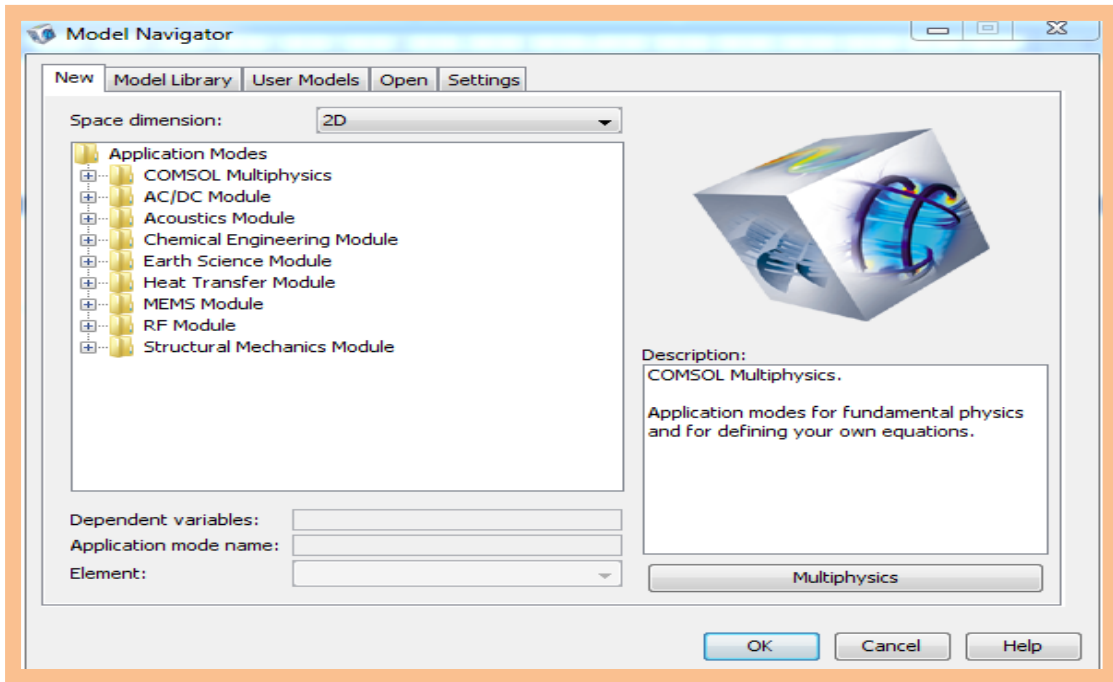 Model Navigator
New Model Library User Models Open Settings
Space dimension: 2D
Application Modes
COMSOL Multiphysics
AC/DC Module
Acoustics Module
Chemical Engineering Module
Earth Science Module
Heat Transfer Module
MEMS Module
RF Module
Structural Mechanics Module
Description:
COMSOL Multiphysics.
Application modes for fundamental physics
and for defining your own equations.
Dependent variables:
Application mode name:
Element:
Multiphysics
OK Cancel Help